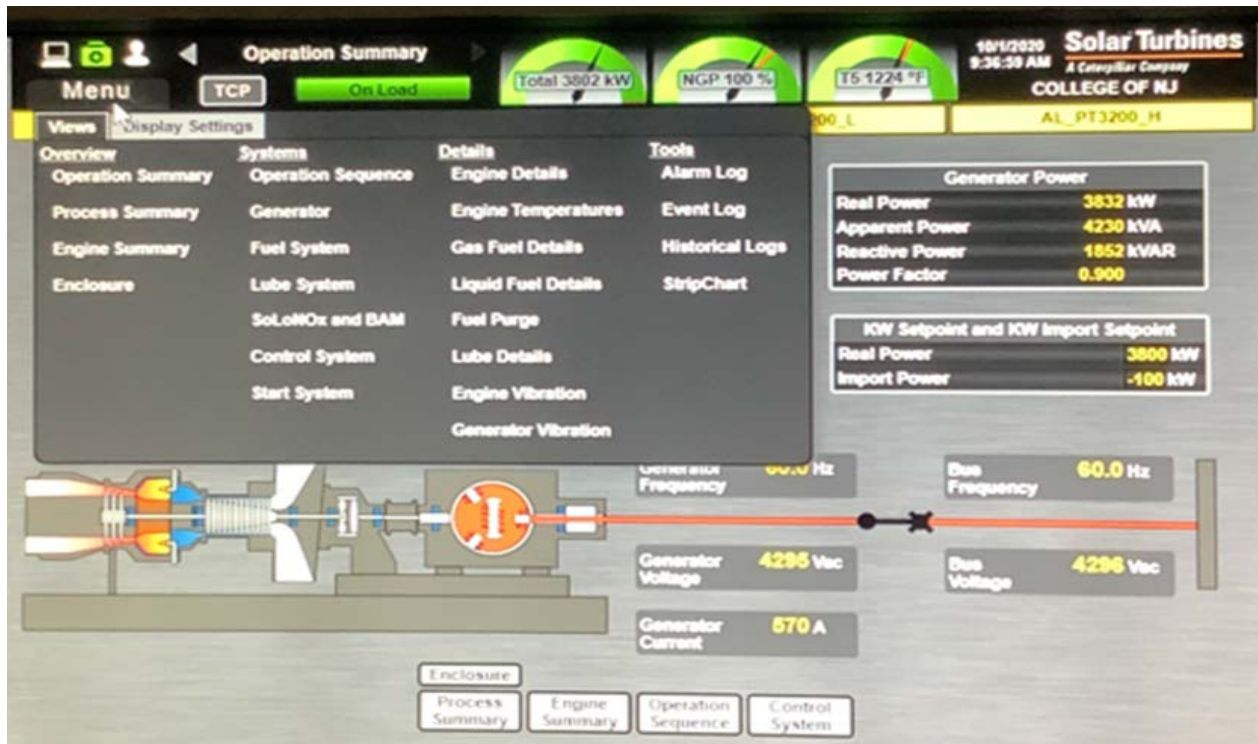 Operation Summary
Menu
TCP
On Load
Total 3802 kW
NGP 100 %
T5 1224 °F
10/1/2020
9:36:59 AM
Solar Turbines
A Caterpillar Company
COLLEGE OF NJ
Views
Display Settings
00_L
AL_PT3200_H
Overview
Operation Summary
Process Summary
Engine Summary
Enclosure
Systems
Operation Sequence
Generator
Fuel System
Lube System
SoLoNOx and BAM
Control System
Start System
Details
Engine Details
Engine Temperatures
Gas Fuel Details
Liquid Fuel Details
Fuel Purge
Lube Details
Engine Vibration
Generator Vibration
Tools
Alarm Log
Event Log
Historical Logs
StripChart
Generator Power
Real Power 3832 kW
Apparent Power 4230 kVA
Reactive Power 1852 kVAR
Power Factor 0.900
KW Setpoint and KW Import Setpoint
Real Power 3800 kW
Import Power -100 kW
Generator
Frequency
60.0 Hz
Bus
Frequency
60.0 Hz
Generator
Voltage
4295 Vac
Bus
Voltage
4296 Vac
Generator
Current
570 A
Enclosure
Process
Summary
Engine
Summary
Operation
Sequence
Control
System